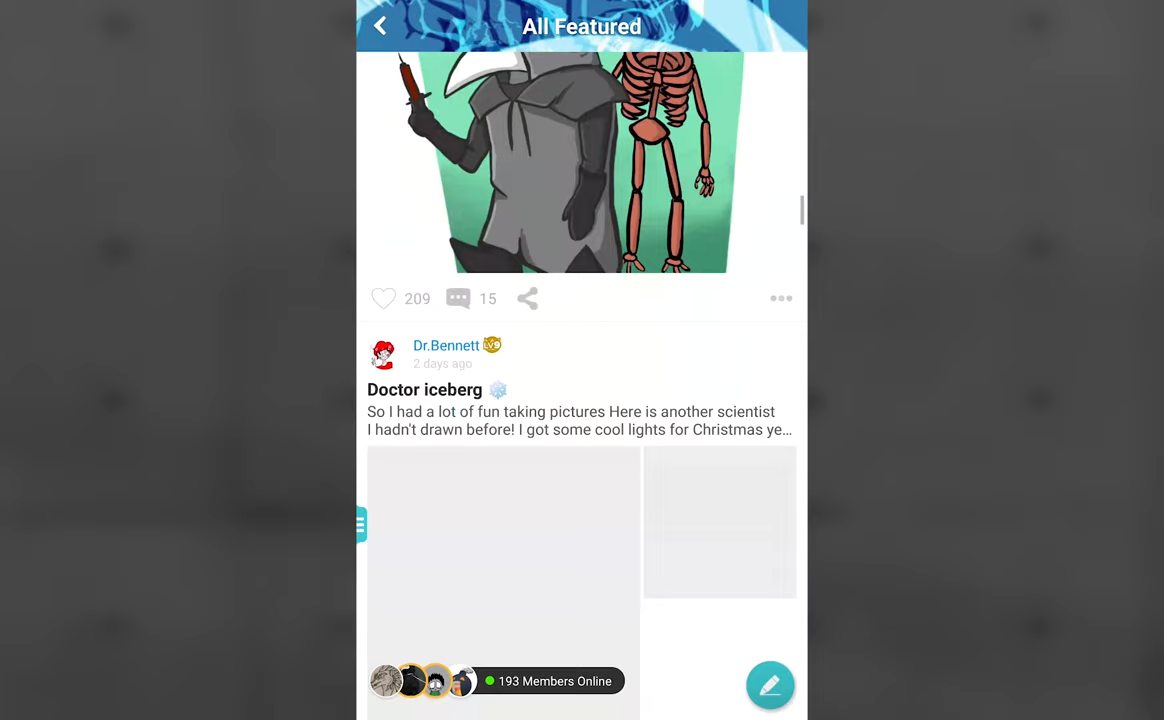 All Featured
209 15
Dr.Bennett LV9
2 days ago
Doctor iceberg
So I had a lot of fun taking pictures Here is another scientist
I hadn't drawn before! I got some cool lights for Christmas ye...
193 Members Online